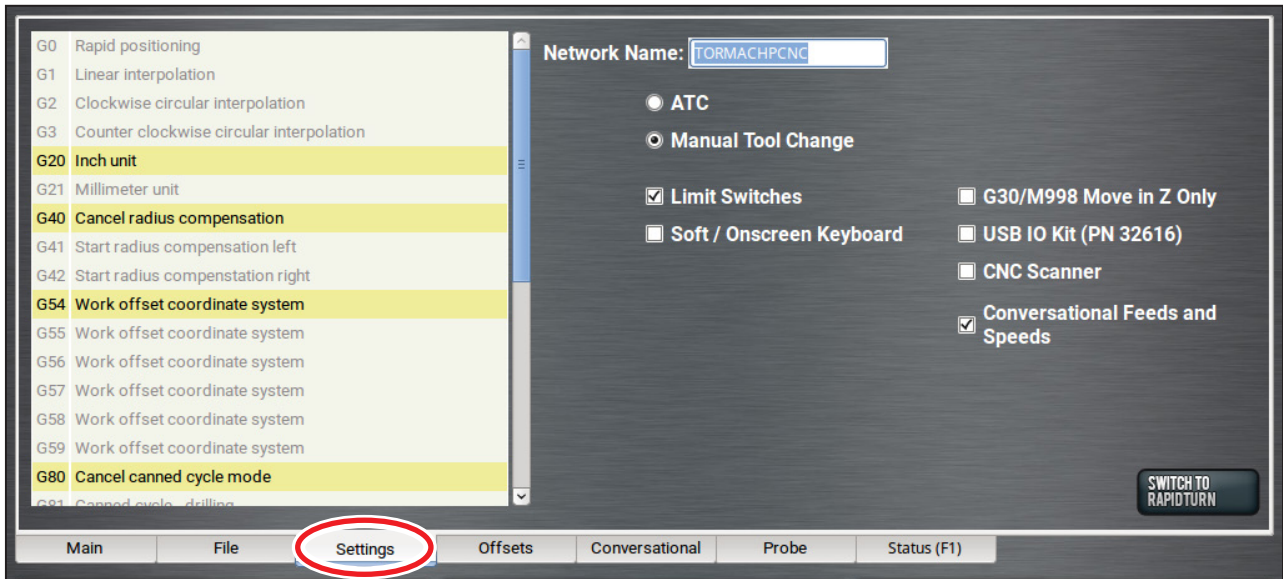 G0 Rapid positioning
G1 Linear interpolation
G2 Clockwise circular interpolation
G3 Counter clockwise circular interpolation
G20 Inch unit
G21 Millimeter unit
G40 Cancel radius compensation
G41 Start radius compensation left
G42 Start radius compenstation right
G54 Work offset coordinate system
G55 Work offset coordinate system
G56 Work offset coordinate system
G57 Work offset coordinate system
G58 Work offset coordinate system
G59 Work offset coordinate system
G80 Cancel canned cycle mode
G81 Canned cycle - drilling
Network Name: TORMACHPCNC
ATC
Manual Tool Change
Limit Switches
Soft / Onscreen Keyboard
G30/M998 Move in Z Only
USB IO Kit (PN 32616)
CNC Scanner
Conversational Feeds and
Speeds
SWITCH TO
RAPIDTURN
Main File Settings Offsets Conversational Probe Status (F1)